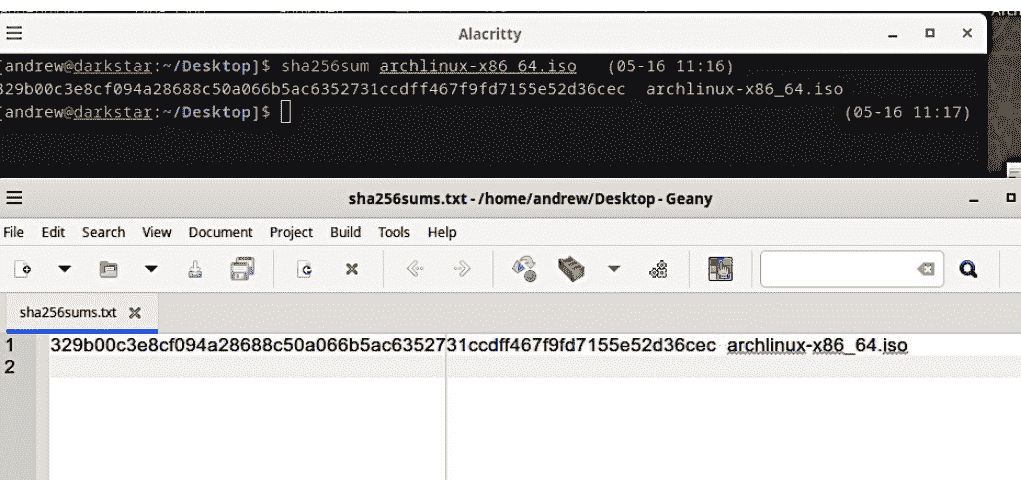 Alacritty
[andrew@darkstar:~/Desktop]$ sha256sum archlinux-x86_64.iso (05-16 11:16)
329b00c3e8cf094a28688c50a066b5ac6352731ccdff467f9fd7155e52d36cec archlinux-x86_64.iso
[andrew@darkstar:~/Desktop]$ (05-16 11:17)
sha256sums.txt - /home/andrew/Desktop - Geany
File Edit Search View Document Project Build Tools Help
sha256sums.txt
1 329b00c3e8cf094a28688c50a066b5ac6352731ccdff467f9fd7155e52d36cec archlinux-x86_64.iso
2